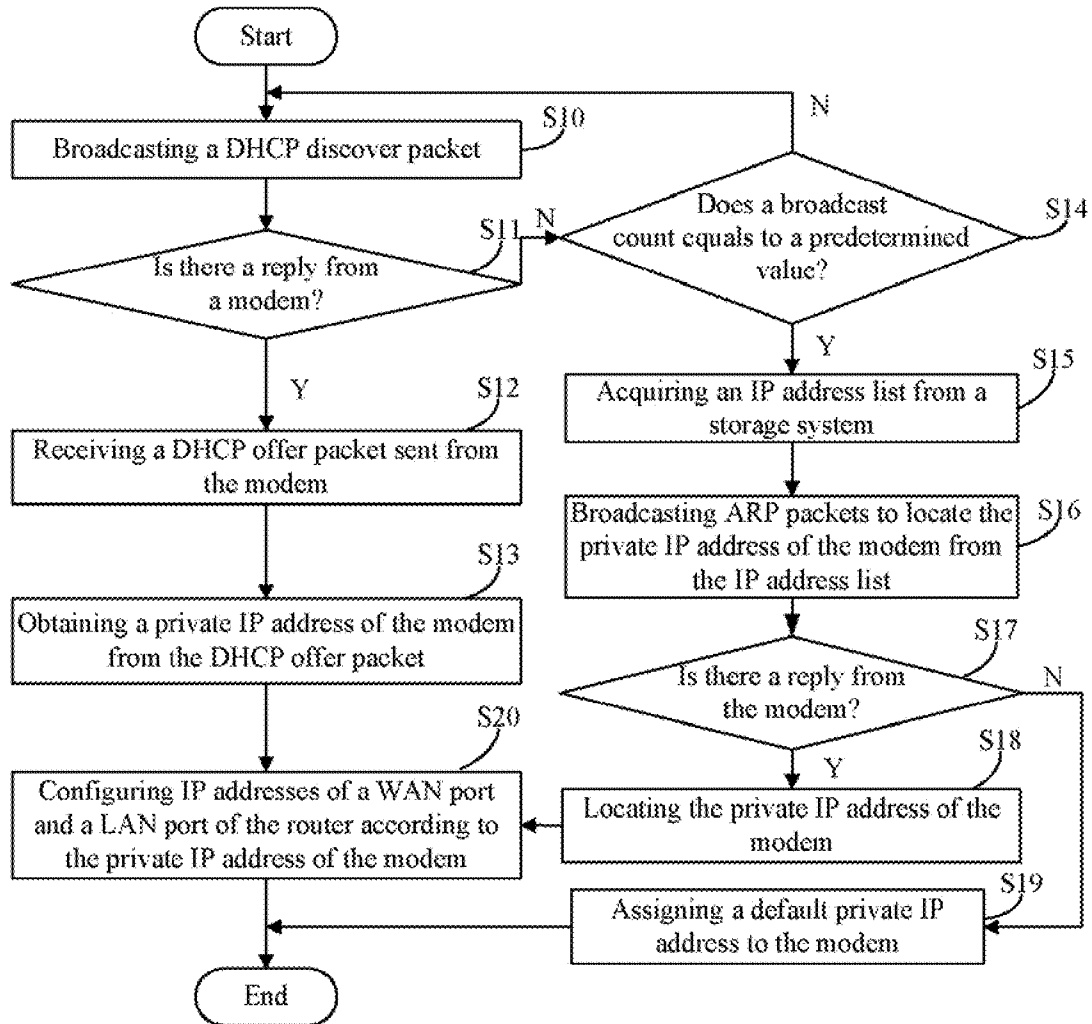 Start
N
S10
Broadcasting a DHCP discover packet
S11
N
Is there a reply from
a modem?
S14
Does a broadcast
count equals to a predetermined
value?
Y
Y
S12
Receiving a DHCP offer packet sent from
the modem
S15
Acquiring an IP address list from a
storage system
S13
Obtaining a private IP address of the modem
from the DHCP offer packet
S16
Broadcasting ARP packets to locate the
private IP address of the modem from
the IP address list
S17
Is there a reply from
the modem?
N
Y
S20
Configuring IP addresses of a WAN port
and a LAN port of the router according to
the private IP address of the modem
S18
Locating the private IP address of the
modem
S19
Assigning a default private IP
address to the modem
End